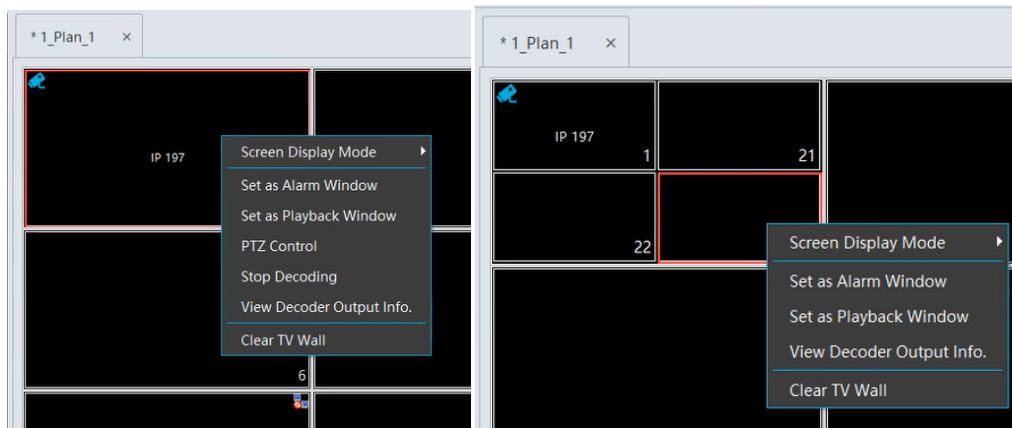 * 1_Plan_1 ×
IP 197
Screen Display Mode
Set as Alarm Window
Set as Playback Window
PTZ Control
Stop Decoding
View Decoder Output Info.
Clear TV Wall
6
* 1_Plan_1 ×
IP 197
1
21
22
Screen Display Mode
Set as Alarm Window
Set as Playback Window
View Decoder Output Info.
Clear TV Wall